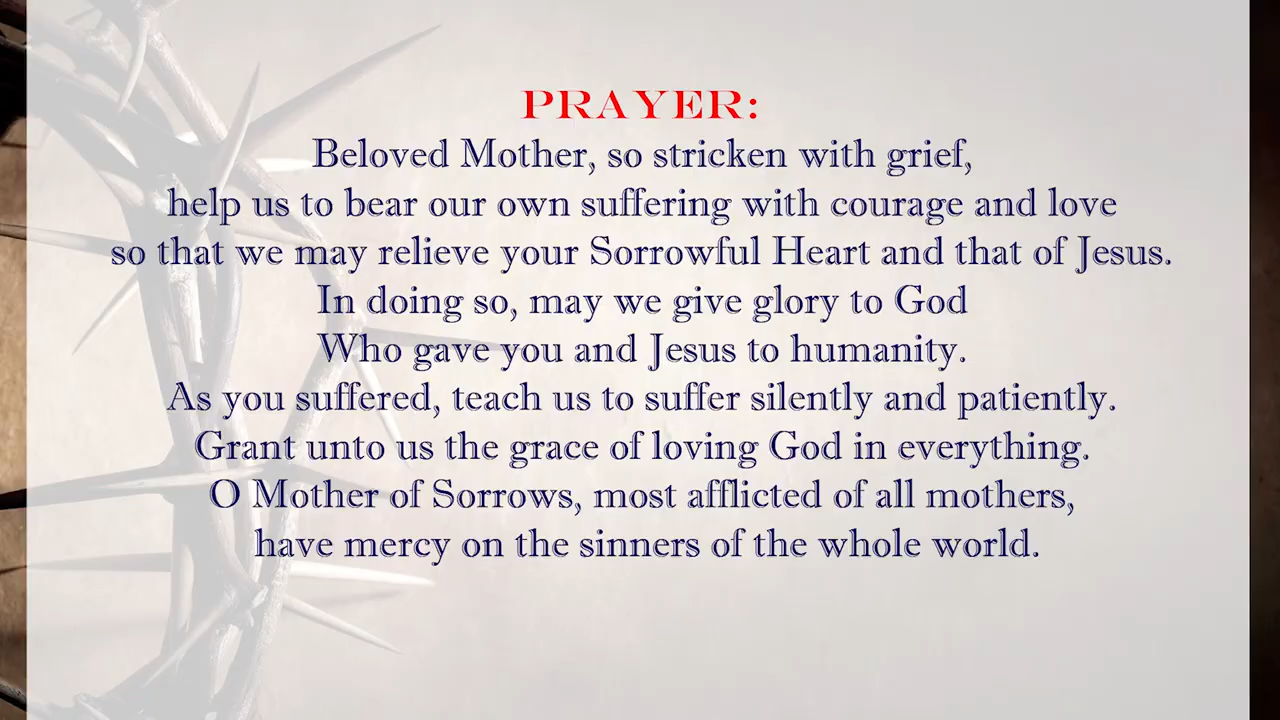 PRAYER:
Beloved Mother, so stricken with grief,
help us to bear our own suffering with courage and love
so that we may relieve your Sorrowful Heart and that of Jesus.
In doing so, may we give glory to God
Who gave you and Jesus to humanity.
As you suffered, teach us to suffer silently and patiently.
Grant unto us the grace of loving God in everything.
O Mother of Sorrows, most afflicted of all mothers,
have mercy on the sinners of the whole world.